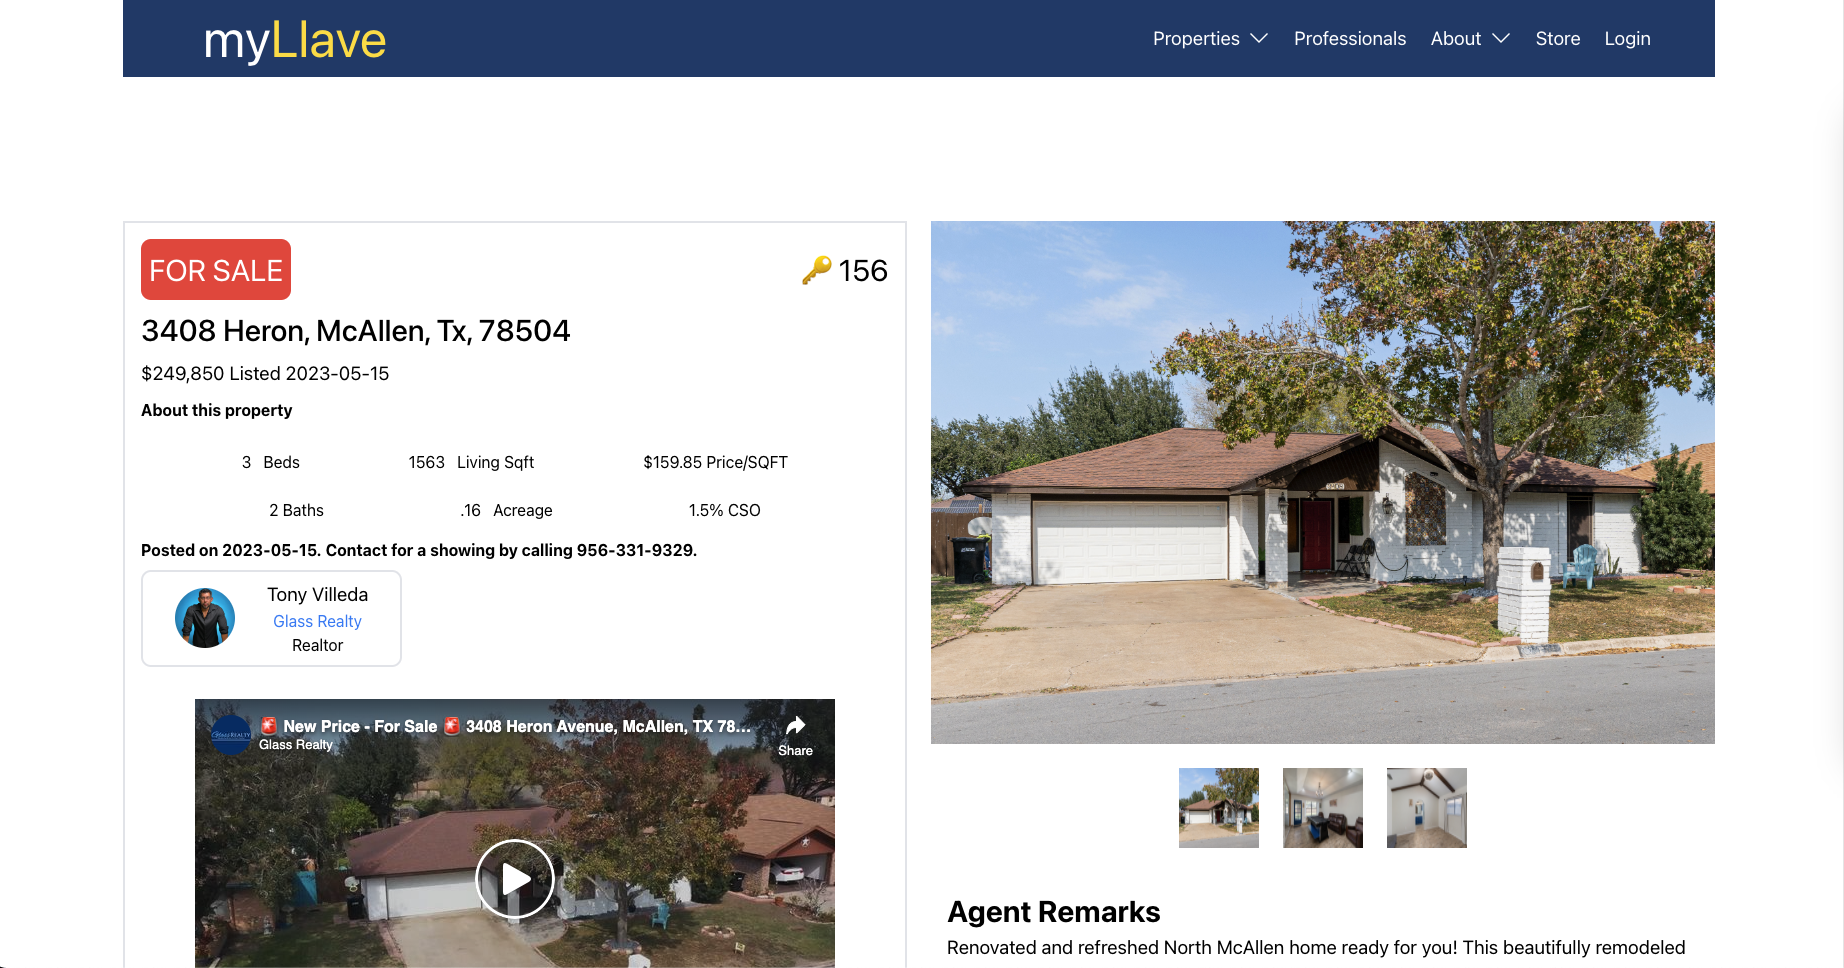 myLlave
Properties Professionals About Store Login
FOR SALE
156
3408 Heron, McAllen, Tx, 78504
$249,850 Listed 2023-05-15
About this property
3 Beds 1563 Living Sqft $159.85 Price/SQFT
2 Baths .16 Acreage 1.5% CSO
Posted on 2023-05-15. Contact for a showing by calling 956-331-9329.
Tony Villeda
Glass Realty
Realtor
New Price - For Sale 3408 Heron Avenue, McAllen, TX 78...
Glass Realty
Share
Glass Realty
3408
Agent Remarks
Renovated and refreshed North McAllen home ready for you! This beautifully remodeled